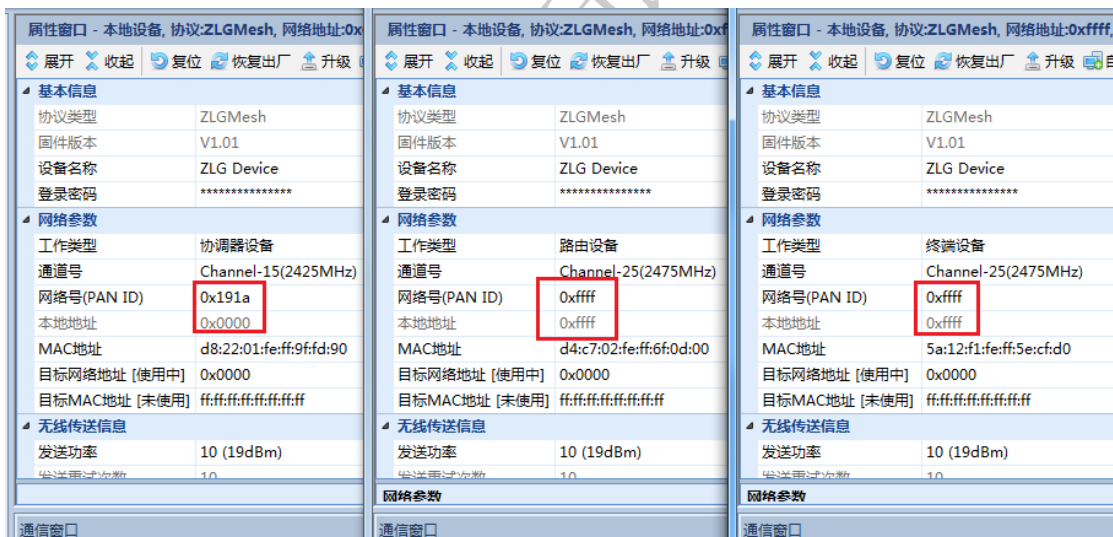 属性窗口 - 本地设备, 协议:ZLGMesh, 网络地址:0x
展开 收起 复位 恢复出厂 升级
基本信息
协议类型 ZLGMesh
固件版本 V1.01
设备名称 ZLG Device
登录密码 ***************
网络参数
工作类型 协调器设备
通道号 Channel-15(2425MHz)
网络号(PAN ID) 0x191a
本地地址 0x0000
MAC地址 d8:22:01:fe:ff:9f:fd:90
目标网络地址 [使用中] 0x0000
目标MAC地址 [未使用] ff:ff:ff:ff:ff:ff:ff:ff
无线传送信息
发送功率 10 (19dBm)
发送重试次数 10
通信窗口
属性窗口 - 本地设备, 协议:ZLGMesh, 网络地址:0xf
展开 收起 复位 恢复出厂 升级
基本信息
协议类型 ZLGMesh
固件版本 V1.01
设备名称 ZLG Device
登录密码 ***************
网络参数
工作类型 路由设备
通道号 Channel-25(2475MHz)
网络号(PAN ID) 0xffff
本地地址 0xffff
MAC地址 d4:c7:02:fe:ff:6f:0d:00
目标网络地址 [使用中] 0x0000
目标MAC地址 [未使用] ff:ff:ff:ff:ff:ff:ff:ff
无线传送信息
发送功率 10 (19dBm)
发送重试次数 10
网络参数
通信窗口
属性窗口 - 本地设备, 协议:ZLGMesh, 网络地址:0xffff,
展开 收起 复位 恢复出厂 升级
基本信息
协议类型 ZLGMesh
固件版本 V1.01
设备名称 ZLG Device
登录密码 ***************
网络参数
工作类型 终端设备
通道号 Channel-25(2475MHz)
网络号(PAN ID) 0xffff
本地地址 0xffff
MAC地址 5a:12:f1:fe:ff:5e:cf:d0
目标网络地址 [使用中] 0x0000
目标MAC地址 [未使用] ff:ff:ff:ff:ff:ff:ff:ff
无线传送信息
发送功率 10 (19dBm)
发送重试次数 10
网络参数
通信窗口